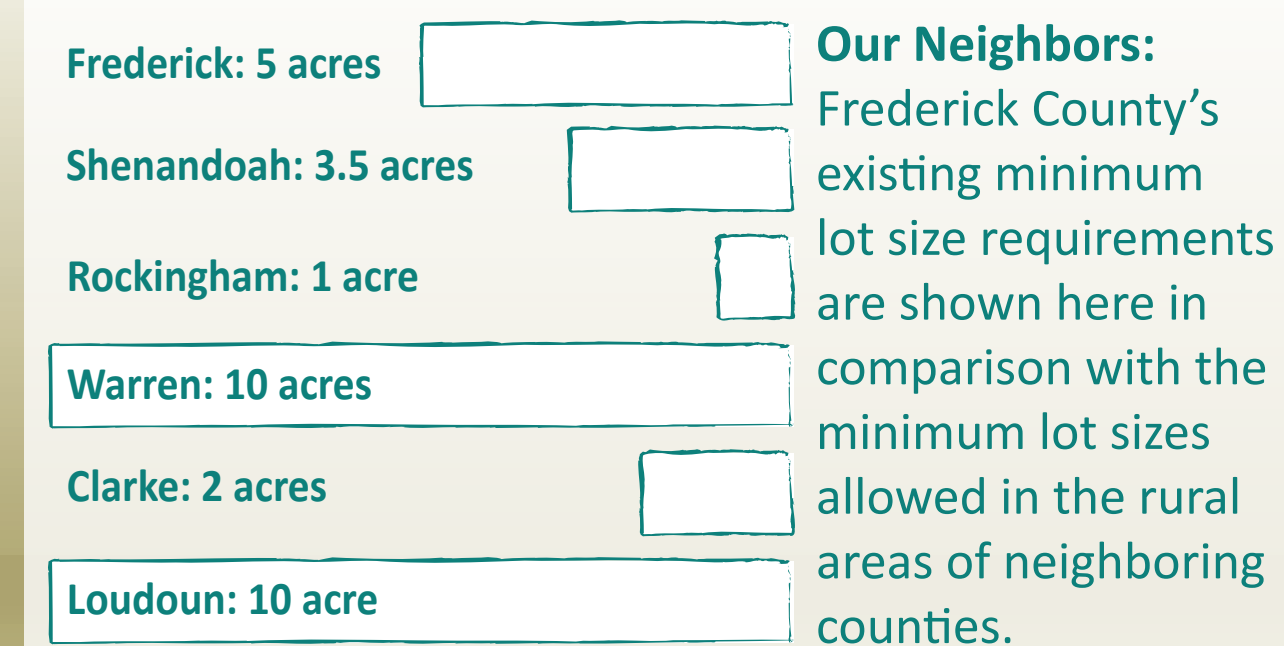 Frederick: 5 acres
Shenandoah: 3.5 acres
Rockingham: 1 acre
Warren: 10 acres
Clarke: 2 acres
Loudoun: 10 acre
Our Neighbors:
Frederick County’s
existing minimum
lot size requirements
are shown here in
comparison with the
minimum lot sizes
allowed in the rural
areas of neighboring
counties.